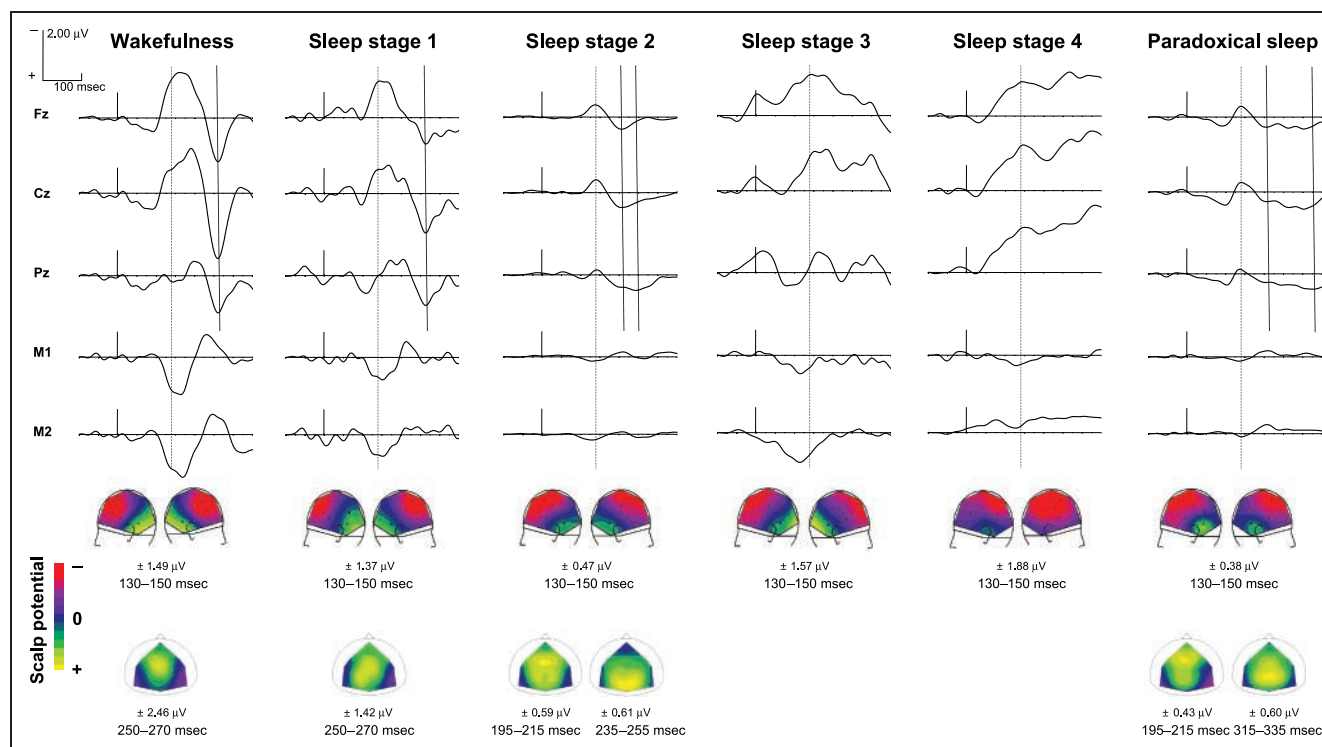 −
2.00 µV
+
100 msec
Wakefulness
Sleep stage 1
Sleep stage 2
Sleep stage 3
Sleep stage 4
Paradoxical sleep
Fz
Cz
Pz
M1
M2
± 1.49 µV
130–150 msec
± 1.37 µV
130–150 msec
± 0.47 µV
130–150 msec
± 1.57 µV
130–150 msec
± 1.88 µV
130–150 msec
± 0.38 µV
130–150 msec
Scalp potential
−
0
+
± 2.46 µV
250–270 msec
± 1.42 µV
250–270 msec
± 0.59 µV
195–215 msec
± 0.61 µV
235–255 msec
± 0.43 µV
195–215 msec
± 0.60 µV
315–335 msec